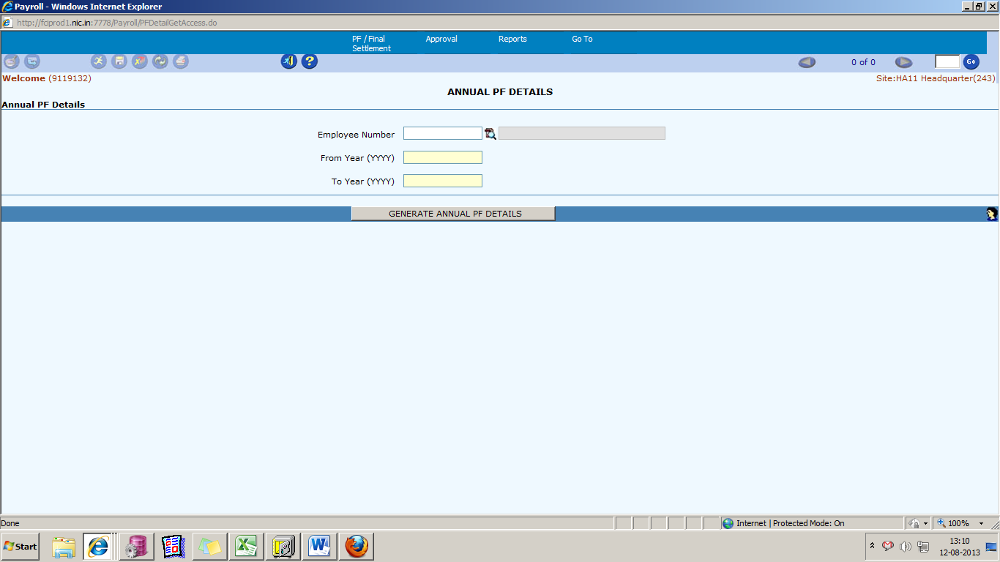 Payroll - Windows Internet Explorer
http://fciprod1.nic.in:7778/Payroll/PFDetailGetAccess.do
PF / Final Settlement
Approval
Reports
Go To
0 of 0
Go
Welcome (9119132)
Site:HA11 Headquarter(243)
ANNUAL PF DETAILS
Annual PF Details
Employee Number
From Year (YYYY)
To Year (YYYY)
GENERATE ANNUAL PF DETAILS
Done
Internet | Protected Mode: On
100%
Start
13:10
12-08-2013